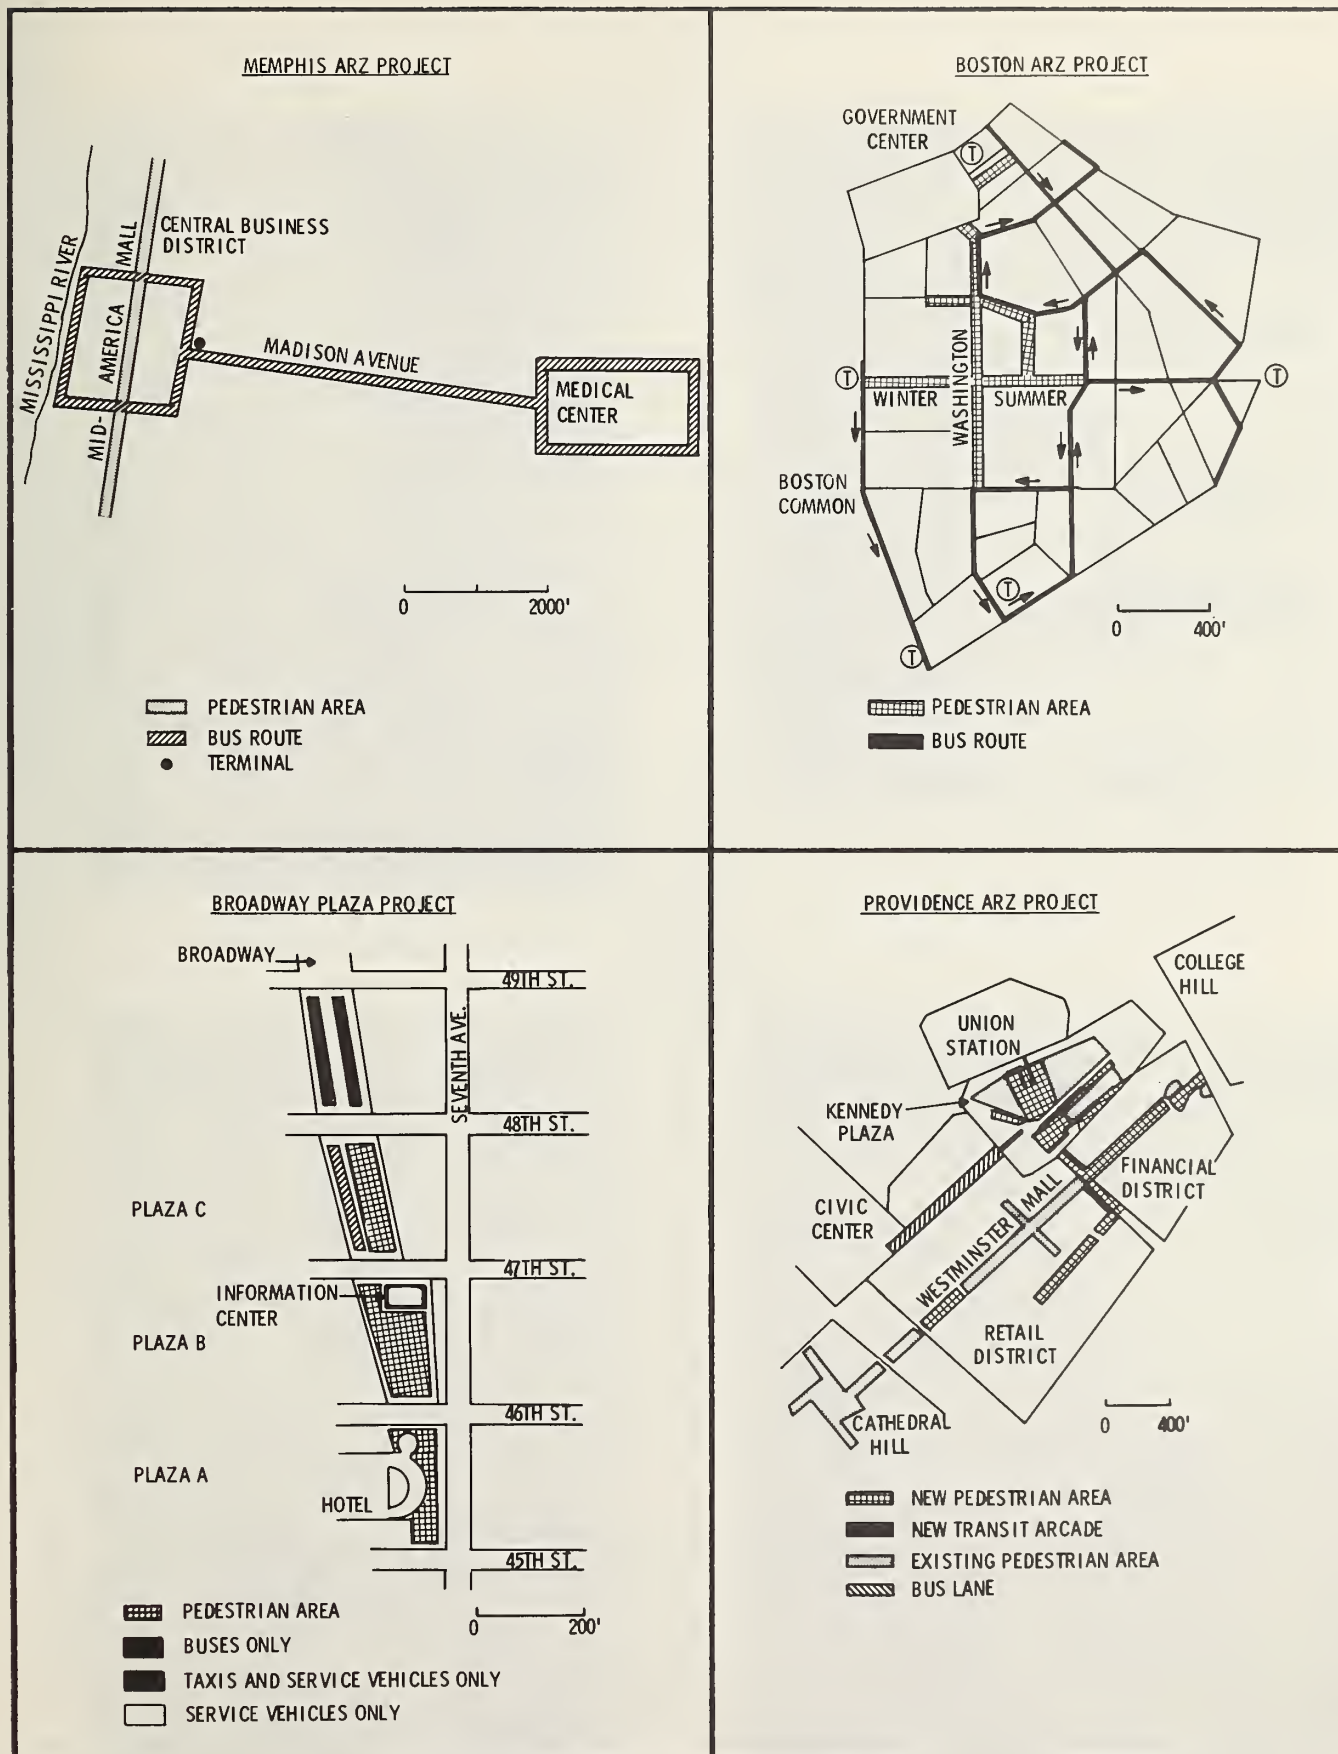 MEMPHIS ARZ PROJECT
MISSISSIPPI RIVER
MID-AMERICA MALL
CENTRAL BUSINESS
DISTRICT
MADISON AVENUE
MEDICAL
CENTER
0 2000'
PEDESTRIAN AREA
BUS ROUTE
TERMINAL
BOSTON ARZ PROJECT
GOVERNMENT
CENTER
T
T
T
WINTER
WASHINGTON
SUMMER
BOSTON
COMMON
T
T
0 400'
PEDESTRIAN AREA
BUS ROUTE
BROADWAY PLAZA PROJECT
BROADWAY
49TH ST.
SEVENTH AVE.
48TH ST.
PLAZA C
47TH ST.
INFORMATION
CENTER
PLAZA B
46TH ST.
PLAZA A
HOTEL
45TH ST.
0 200'
PEDESTRIAN AREA
BUSES ONLY
TAXIS AND SERVICE VEHICLES ONLY
SERVICE VEHICLES ONLY
PROVIDENCE ARZ PROJECT
COLLEGE
HILL
UNION
STATION
KENNEDY
PLAZA
FINANCIAL
DISTRICT
CIVIC
CENTER
WESTMINSTER MALL
RETAIL
DISTRICT
CATHEDRAL
HILL
0 400'
NEW PEDESTRIAN AREA
NEW TRANSIT ARCADE
EXISTING PEDESTRIAN AREA
BUS LANE